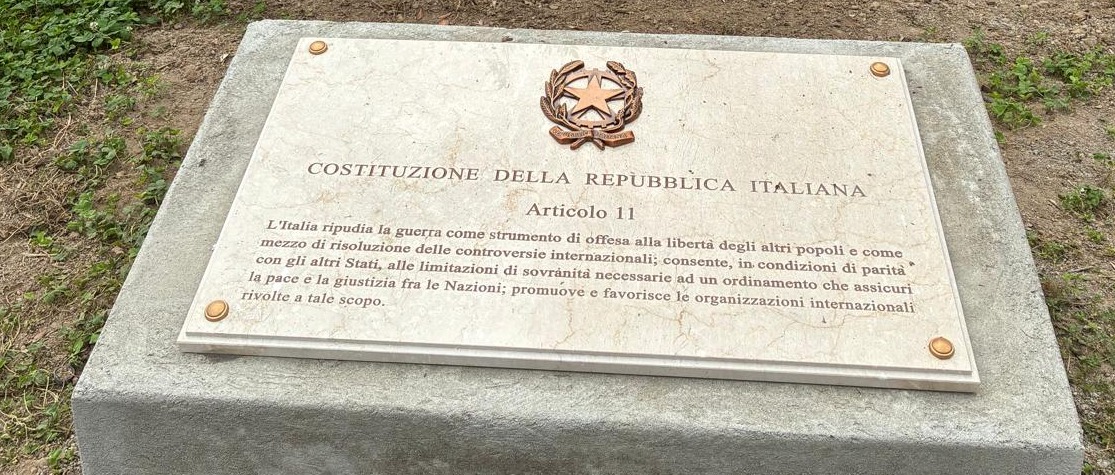 COSTITUZIONE DELLA REPUBBLICA ITALIANA
Articolo 11
L'Italia ripudia la guerra come strumento di offesa alla libertà degli altri popoli e come
mezzo di risoluzione delle controversie internazionali; consente, in condizioni di parità
con gli altri Stati, alle limitazioni di sovranità necessarie ad un ordinamento che assicuri
la pace e la giustizia fra le Nazioni; promuove e favorisce le organizzazioni internazionali
rivolte a tale scopo.